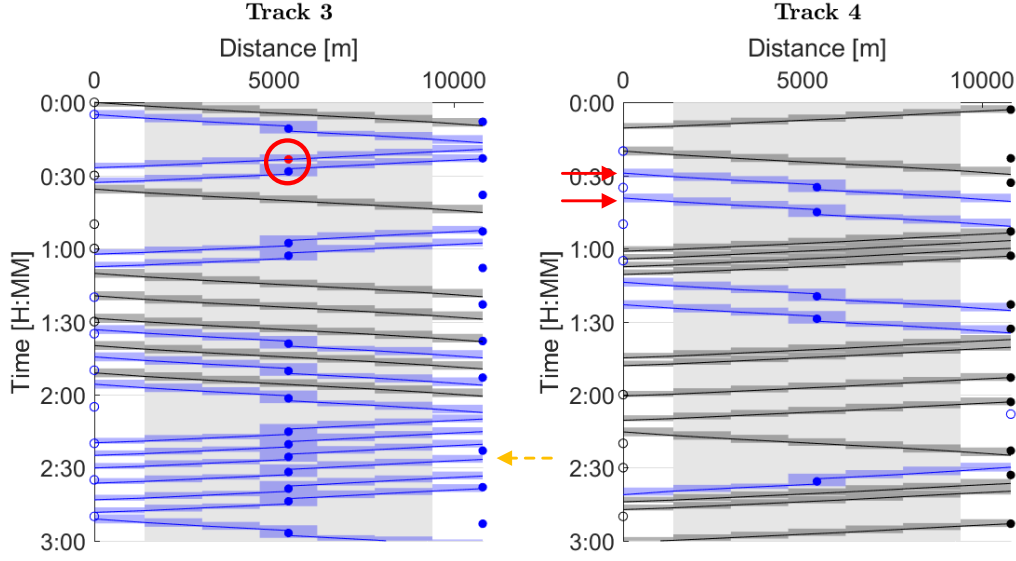 Track 3 Track 4
Distance [m] Distance [m]
0 5000 10000 0 5000 10000
0:00 0:00
0:30 0:30
1:00 1:00
1:30 1:30
2:00 2:00
2:30 2:30
3:00 3:00
Time [H:MM] Time [H:MM]